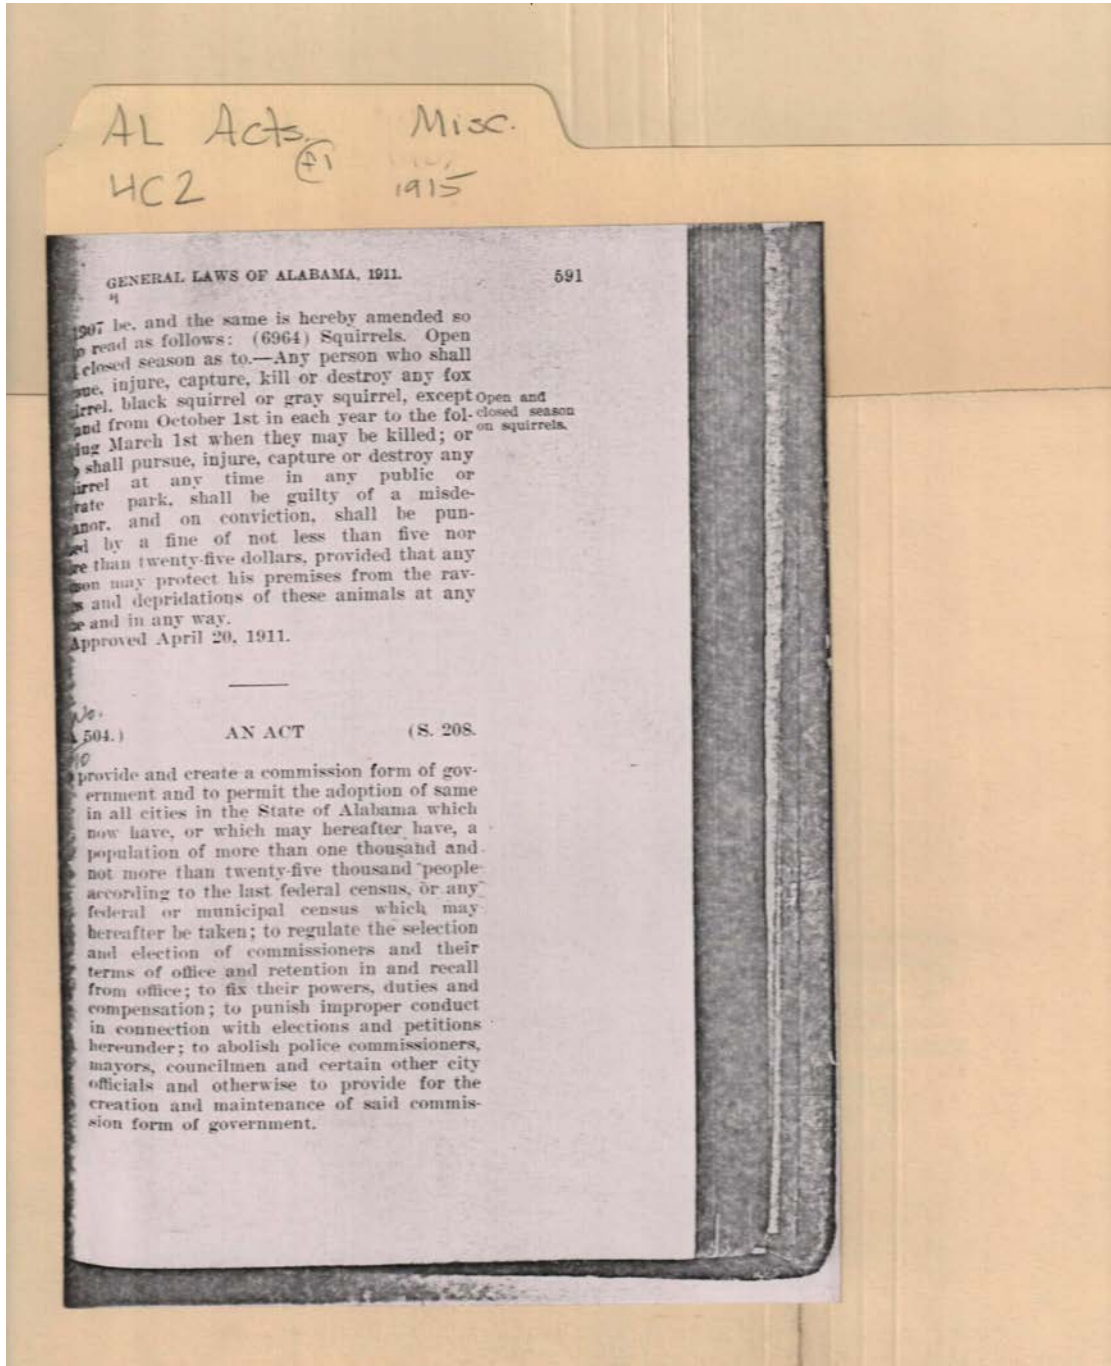 AL Acts Misc.
HC2 1915
GENERAL LAWS OF ALABAMA, 1911. 591
1907 be, and the same is hereby amended so
read as follows: (6964) Squirrels. Open
closed season as to.—Any person who shall
sue, injure, capture, kill or destroy any fox
irrel, black squirrel or gray squirrel, except
and from October 1st in each year to the fol-
ing March 1st when they may be killed; or
shall pursue, injure, capture or destroy any
irrel at any time in any public or
rate park, shall be guilty of a misde-
anor, and on conviction, shall be pun-
ed by a fine of not less than five nor
re than twenty-five dollars, provided that any
son may protect his premises from the rav-
s and depridations of these animals at any
e and in any way.
Approved April 20, 1911.
Open and
closed season
on squirrels.
No.
504.) AN ACT (S. 208.
To
provide and create a commission form of gov-
ernment and to permit the adoption of same
in all cities in the State of Alabama which
now have, or which may hereafter have, a
population of more than one thousand and
not more than twenty-five thousand people
according to the last federal census, or any
federal or municipal census which may
hereafter be taken; to regulate the selection
and election of commissioners and their
terms of office and retention in and recall
from office; to fix their powers, duties and
compensation; to punish improper conduct
in connection with elections and petitions
hereunder; to abolish police commissioners,
mayors, councilmen and certain other city
officials and otherwise to provide for the
creation and maintenance of said commis-
sion form of government.